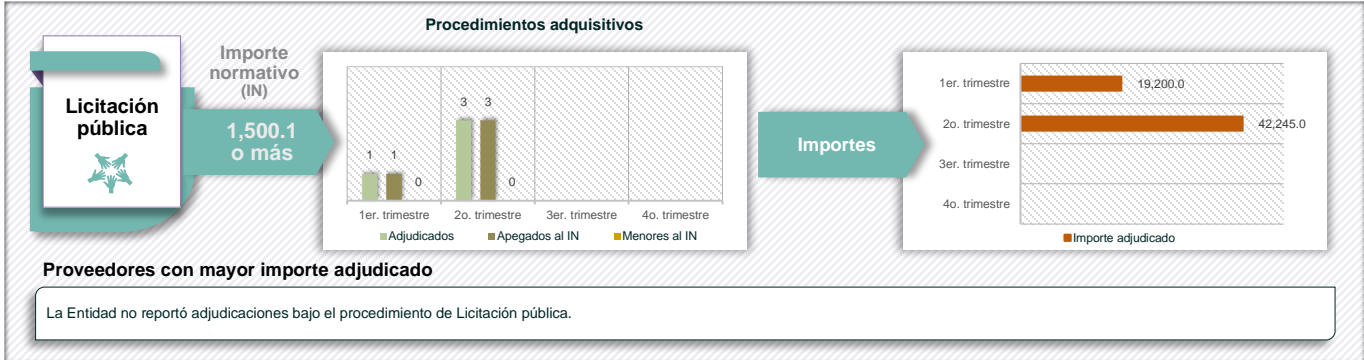 Procedimientos adquisitivos
Licitación
pública
Importe
normativo
(IN)
1,500.1
o más
1
1
0
3
3
0
1er. trimestre
2o. trimestre
3er. trimestre
4o. trimestre
Adjudicados
Apegados al IN
Menores al IN
Importes
1er. trimestre
19,200.0
2o. trimestre
42,245.0
3er. trimestre
4o. trimestre
Importe adjudicado
Proveedores con mayor importe adjudicado
La Entidad no reportó adjudicaciones bajo el procedimiento de Licitación pública.